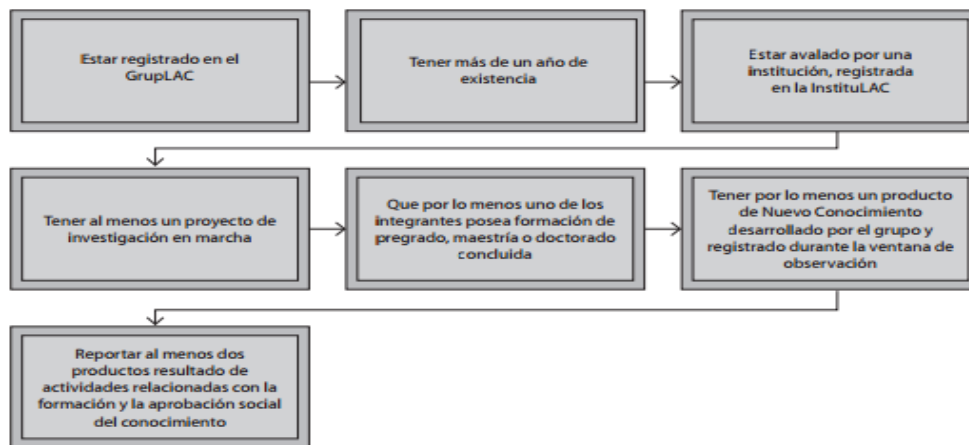 Estar registrado en el
GrupLAC
Tener más de un año de
existencia
Estar avalado por una
institución, registrada
en la InstituLAC
Tener al menos un proyecto de
investigación en marcha
Que por lo menos uno de los
integrantes posea formación de
pregrado, maestría o doctorado
concluida
Tener por lo menos un producto
de Nuevo Conocimiento
desarrollado por el grupo y
registrado durante la ventana de
observación
Reportar al menos dos
productos resultado de
actividades relacionadas con la
formación y la aprobación social
del conocimiento